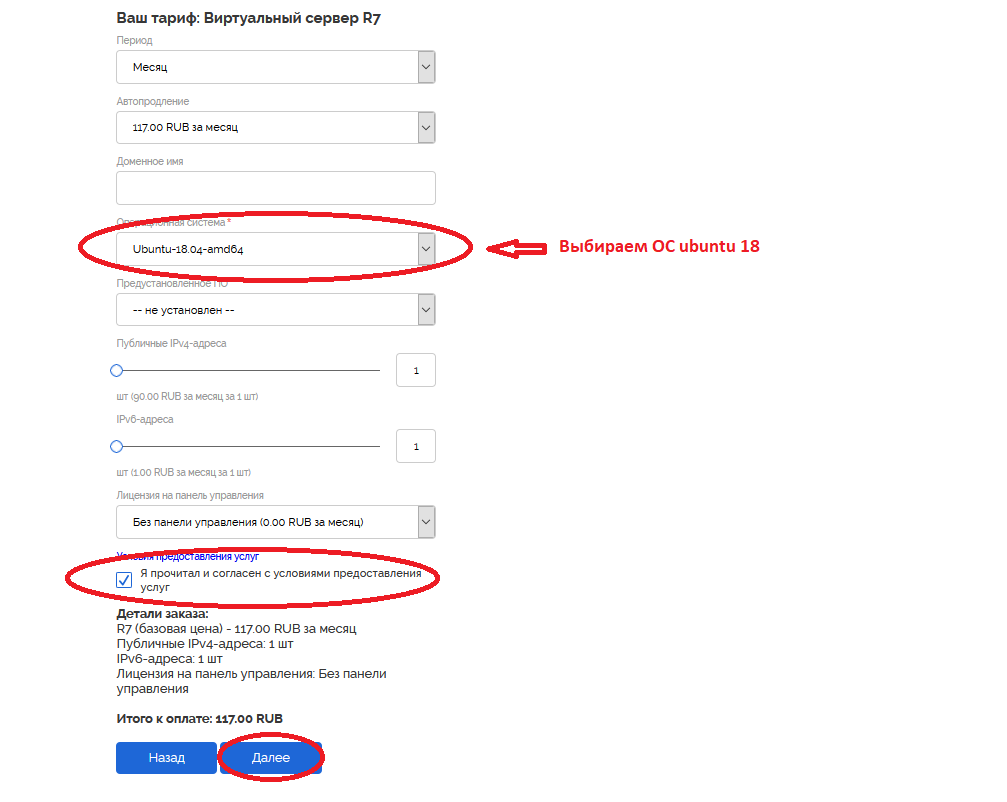 Ваш тариф: Виртуальный сервер R7
Период
Месяц
Автопродление
117.00 RUB за месяц
Доменное имя
Операционная система *
Ubuntu-18.04-amd64
Выбираем ОС ubuntu 18
Предустановленное ПО
-- не установлен --
Публичные IPv4-адреса
1
шт (90.00 RUB за месяц за 1 шт)
IPv6-адреса
1
шт (1.00 RUB за месяц за 1 шт)
Лицензия на панель управления
Без панели управления (0.00 RUB за месяц)
Условия предоставления услуг
Я прочитал и согласен с условиями предоставления
услуг
Детали заказа:
R7 (базовая цена) - 117.00 RUB за месяц
Публичные IPv4-адреса: 1 шт
IPv6-адреса: 1 шт
Лицензия на панель управления: Без панели
управления
Итого к оплате: 117.00 RUB
Назад
Далее